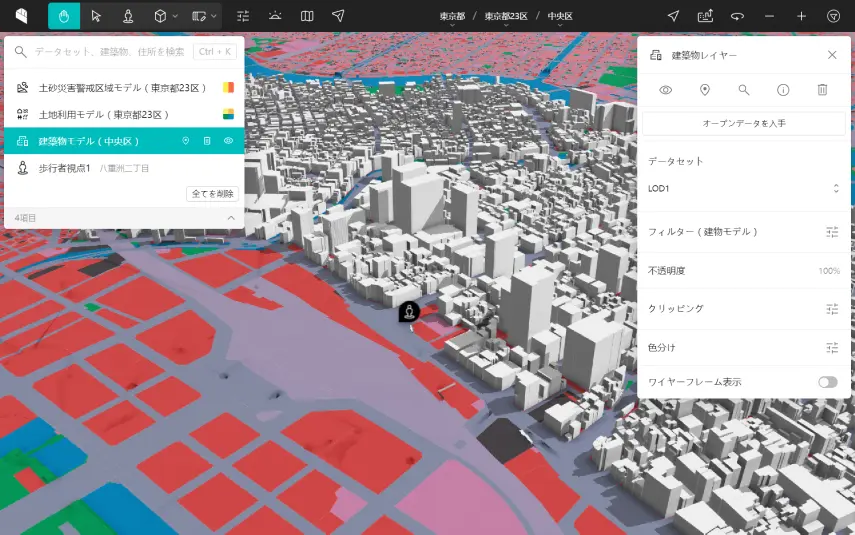 東京都 / 東京都23区 / 中央区
データセット、建築物、住所を検索 Ctrl + K
土砂災害警戒区域モデル（東京都23区）
土地利用モデル（東京都23区）
建築物モデル（中央区）
歩行者視点1 八重洲二丁目
全てを削除
4項目
建築物レイヤー
オープンデータを入手
データセット
LOD1
フィルター（建物モデル）
不透明度 100%
クリッピング
色分け
ワイヤーフレーム表示